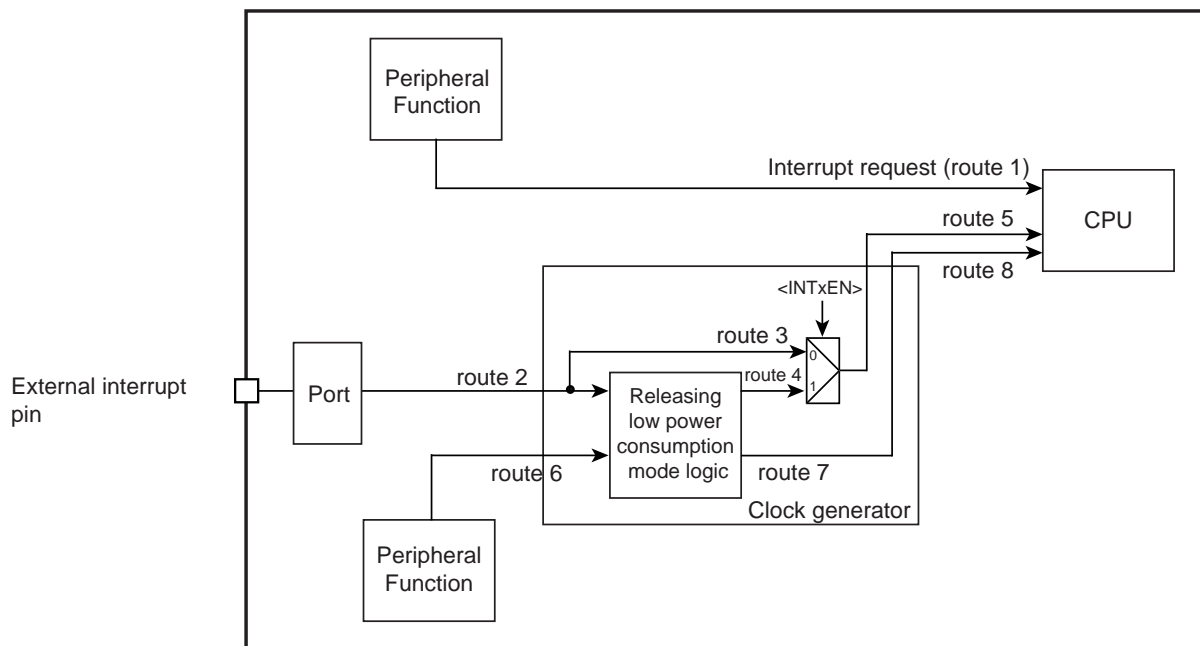 Peripheral
Function
Interrupt request (route 1)
CPU
route 5
route 8
<INTxEN>
route 3
0
External interrupt
pin
Port
route 2
route 4
1
Releasing
low power
consumption
mode logic
route 6
route 7
Clock generator
Peripheral
Function